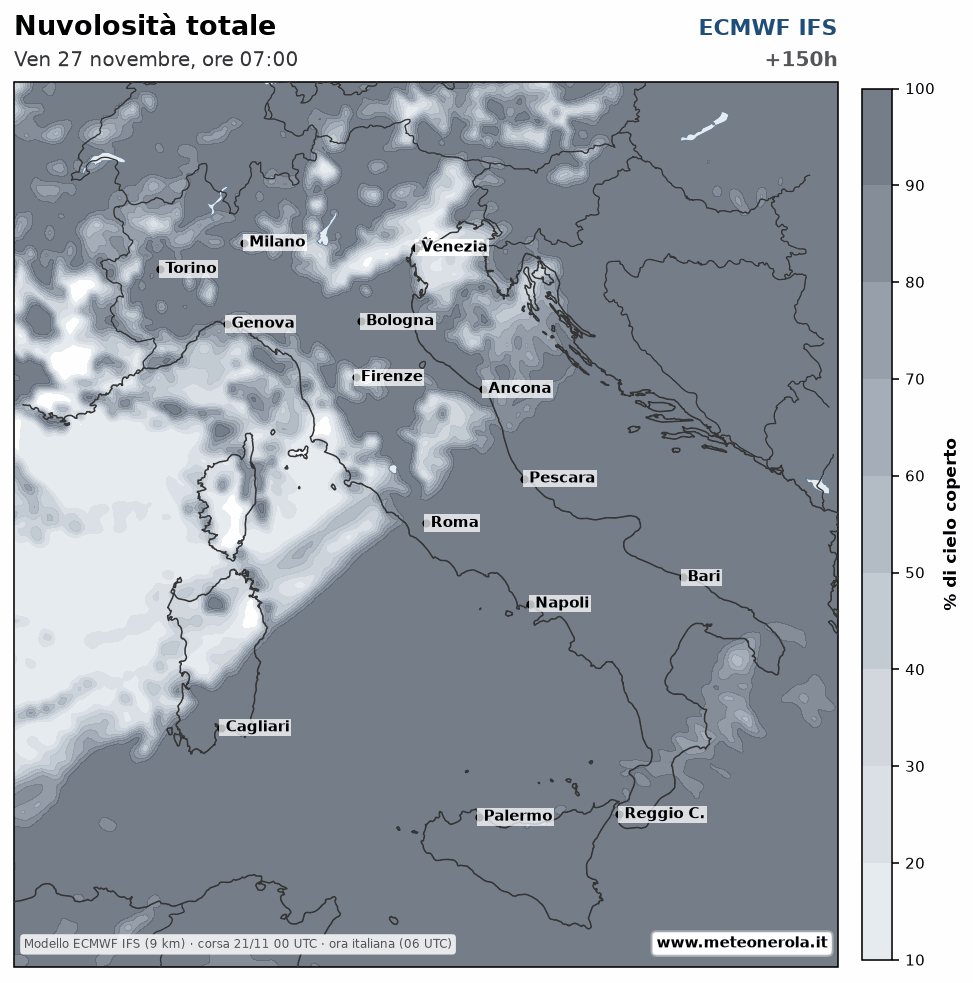 Nuvolosità totale
ECMWF IFS
Ven 27 novembre, ore 07:00
+150h
100
90
80
70
60
50
40
30
20
10
% di cielo coperto
Milano
Venezia
Torino
Genova
Bologna
Firenze
Ancona
Pescara
Roma
Bari
Napoli
Cagliari
Palermo
Reggio C.
Modello ECMWF IFS (9 km) · corsa 21/11 00 UTC · ora italiana (06 UTC)
www.meteonerola.it